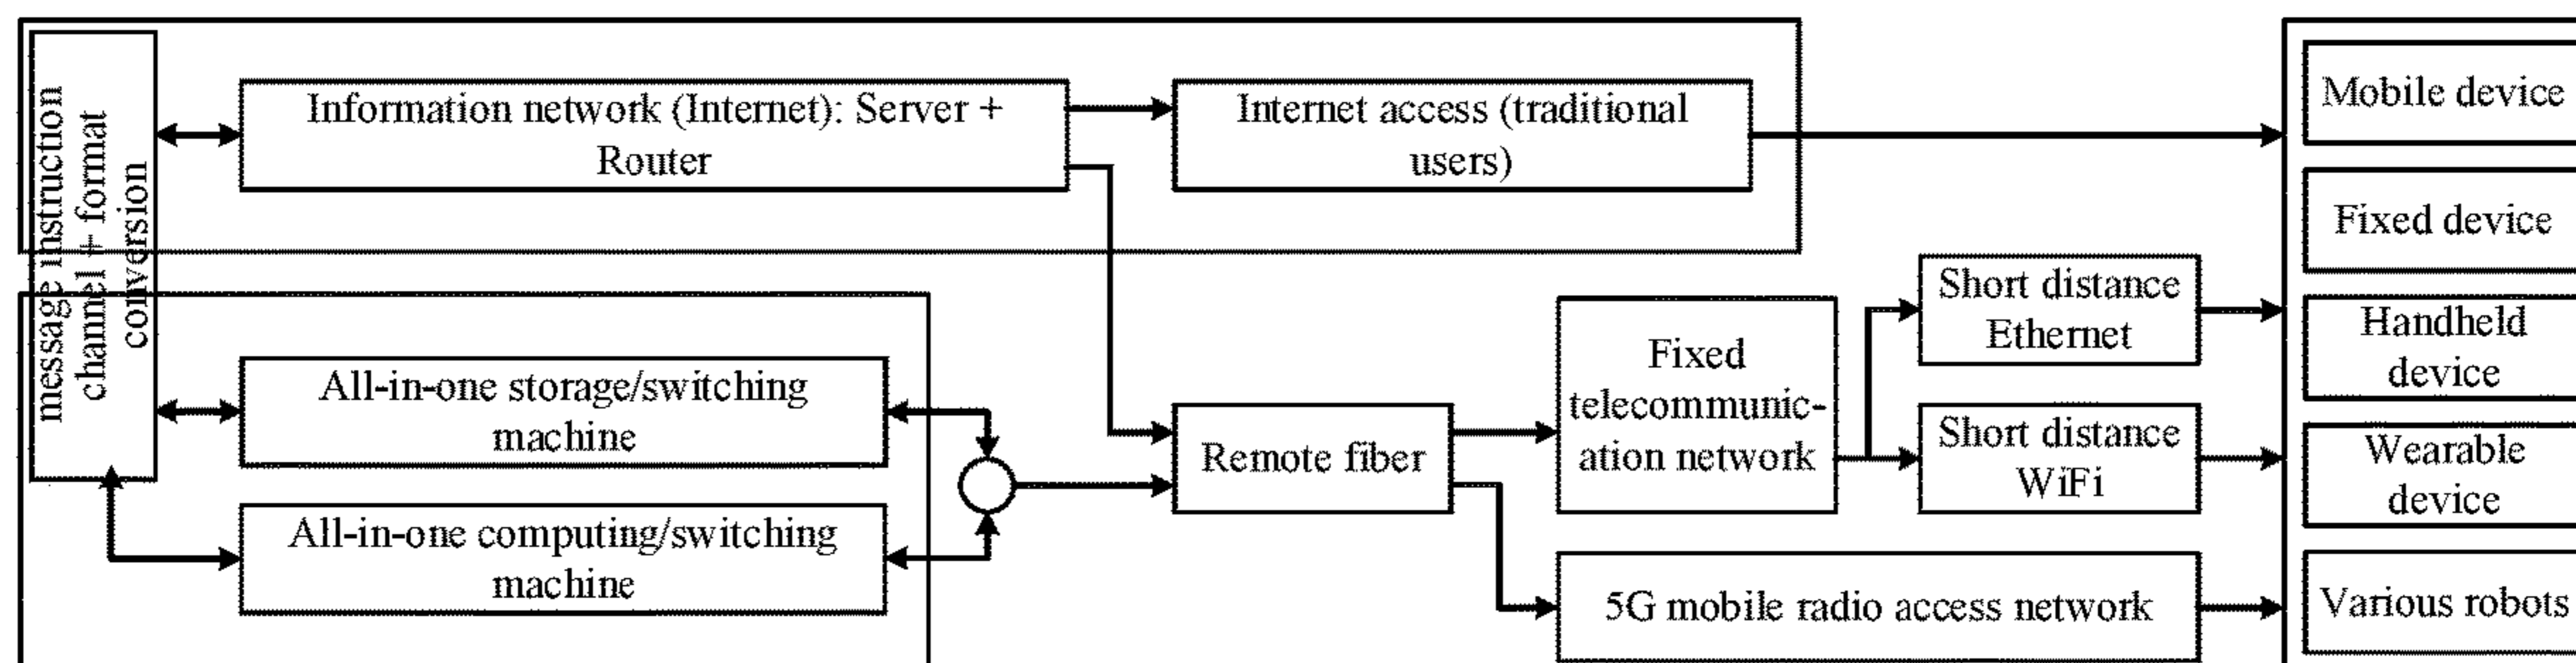 message instruction
channel + format
conversion
Information network (Internet): Server +
Router
Internet access (traditional
users)
Mobile device
Fixed device
Short distance
Ethernet
Handheld
device
Fixed
telecommunic-
ation network
All-in-one storage/switching
machine
Remote fiber
Short distance
WiFi
Wearable
device
All-in-one computing/switching
machine
5G mobile radio access network
Various robots